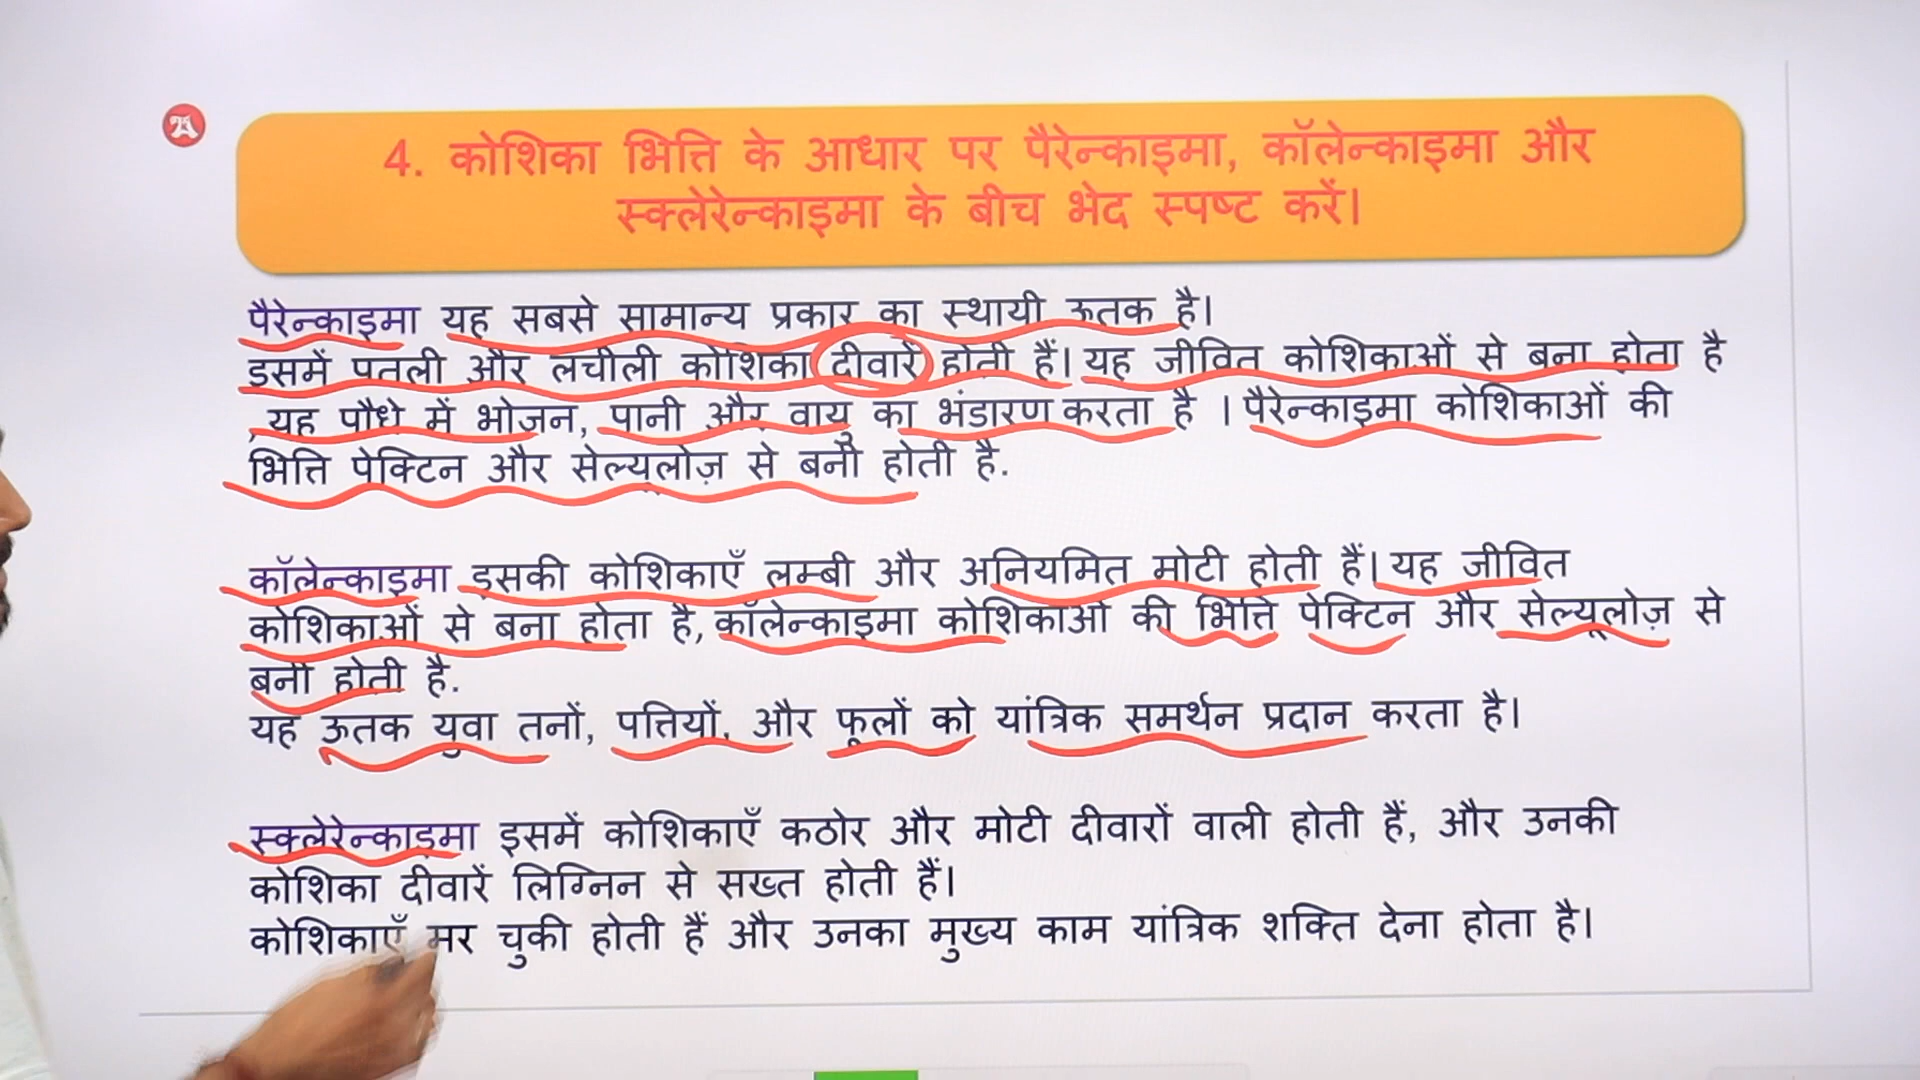 4. कोशिका भित्ति के आधार पर पैरेन्काइमा, कॉलेन्काइमा और
स्क्लेरेन्काइमा के बीच भेद स्पष्ट करें।
पैरेन्काइमा यह सबसे सामान्य प्रकार का स्थायी ऊतक है।
इसमें पतली और लचीली कोशिका दीवारें होती हैं। यह जीवित कोशिकाओं से बना होता है
,यह पौधे में भोजन, पानी और वायु का भंडारण करता है । पैरेन्काइमा कोशिकाओं की
भित्ति पेक्टिन और सेल्यूलोज़ से बनी होती है.
कॉलेन्काइमा इसकी कोशिकाएँ लम्बी और अनियमित मोटी होती हैं। यह जीवित
कोशिकाओं से बना होता है, कॉलेन्काइमा कोशिकाओं की भित्ति पेक्टिन और सेल्यूलोज़ से
बनी होती है.
यह ऊतक युवा तनों, पत्तियों, और फूलों को यांत्रिक समर्थन प्रदान करता है।
स्क्लेरेन्काइमा इसमें कोशिकाएँ कठोर और मोटी दीवारों वाली होती हैं, और उनकी
कोशिका दीवारें लिग्निन से सख्त होती हैं।
कोशिकाएँ मर चुकी होती हैं और उनका मुख्य काम यांत्रिक शक्ति देना होता है।